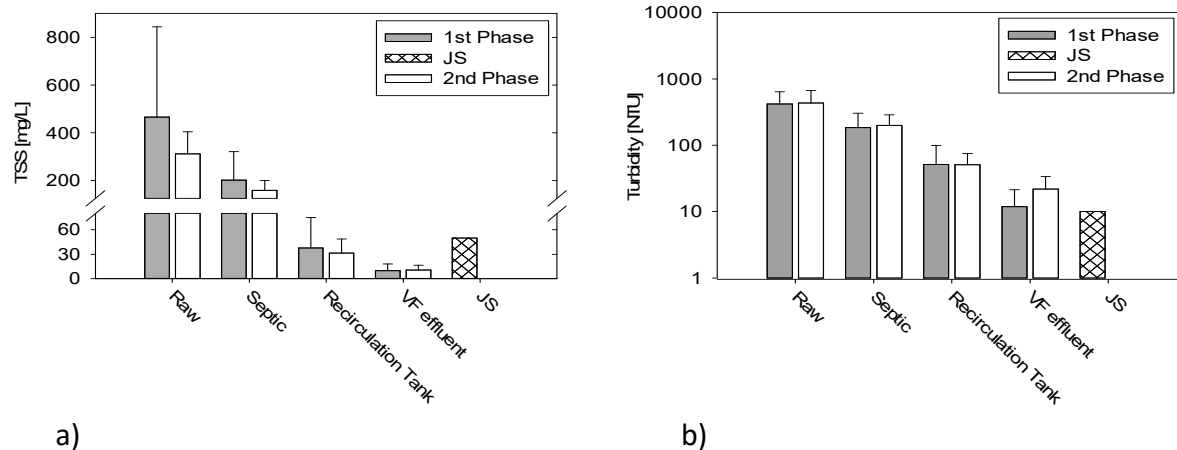 800
600
400
200
60
30
0
TSS [mg/L]
1st Phase
JS
2nd Phase
Raw
Septic
Recirculation Tank
VF effluent
JS
a)
10000
1000
100
10
1
Turbidity [NTU]
1st Phase
JS
2nd Phase
Raw
Septic
Recirculation Tank
VF effluent
JS
b)